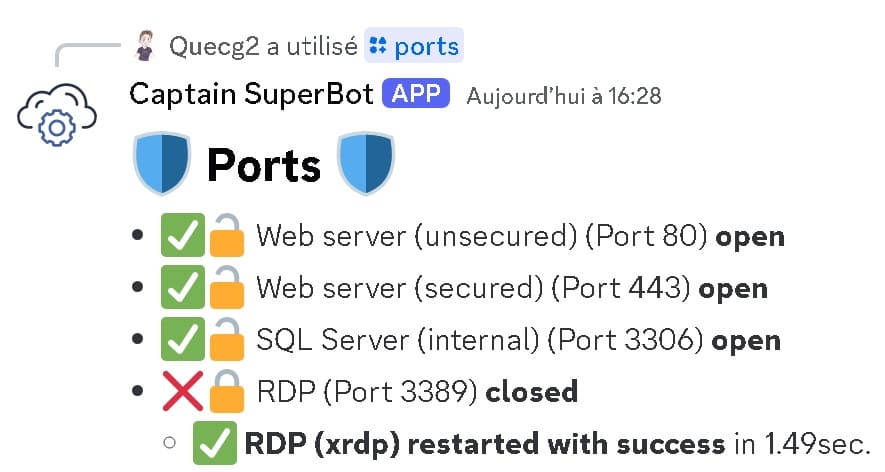 Quecg2 a utilisé ports
Captain SuperBot APP Aujourd'hui à 16:28
Ports
Web server (unsecured) (Port 80) open
Web server (secured) (Port 443) open
SQL Server (internal) (Port 3306) open
RDP (Port 3389) closed
RDP (xrdp) restarted with success in 1.49sec.